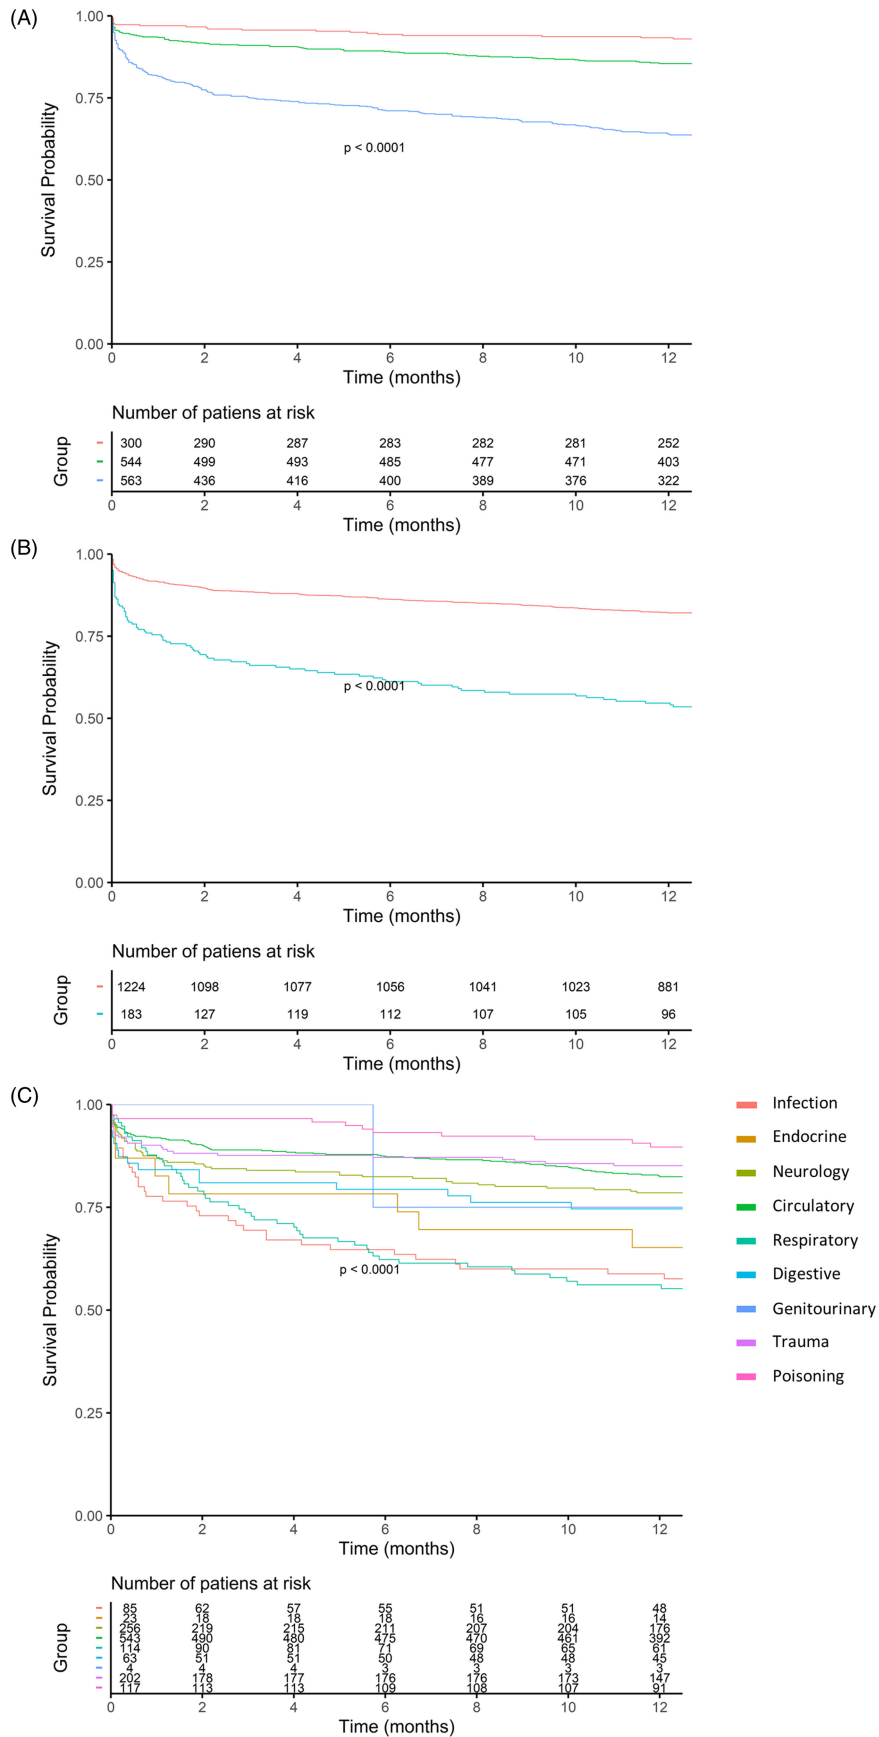 (A)
1.00
0.75
0.50
0.25
0.00
Survival Probability
p < 0.0001
0 2 4 6 8 10 12
Time (months)
Number of patiens at risk
Group
300 290 287 283 282 281 252
544 499 493 485 477 471 403
563 436 416 400 389 376 322
0 2 4 6 8 10 12
Time (months)
(B)
1.00
0.75
0.50
0.25
0.00
Survival Probability
p < 0.0001
0 2 4 6 8 10 12
Time (months)
Number of patiens at risk
Group
1224 1098 1077 1056 1041 1023 881
183 127 119 112 107 105 96
0 2 4 6 8 10 12
Time (months)
(C)
1.00
0.75
0.50
0.25
0.00
Survival Probability
p < 0.0001
0 2 4 6 8 10 12
Time (months)
Infection
Endocrine
Neurology
Circulatory
Respiratory
Digestive
Genitourinary
Trauma
Poisoning
Number of patiens at risk
Group
85 62 57 55 51 51 48
23 18 18 18 16 16 14
256 219 215 211 207 204 176
543 490 480 475 470 461 392
114 90 81 71 69 65 61
63 51 51 50 48 48 45
4 4 4 3 3 3 3
202 178 177 176 176 173 147
117 113 113 109 108 107 91
0 2 4 6 8 10 12
Time (months)